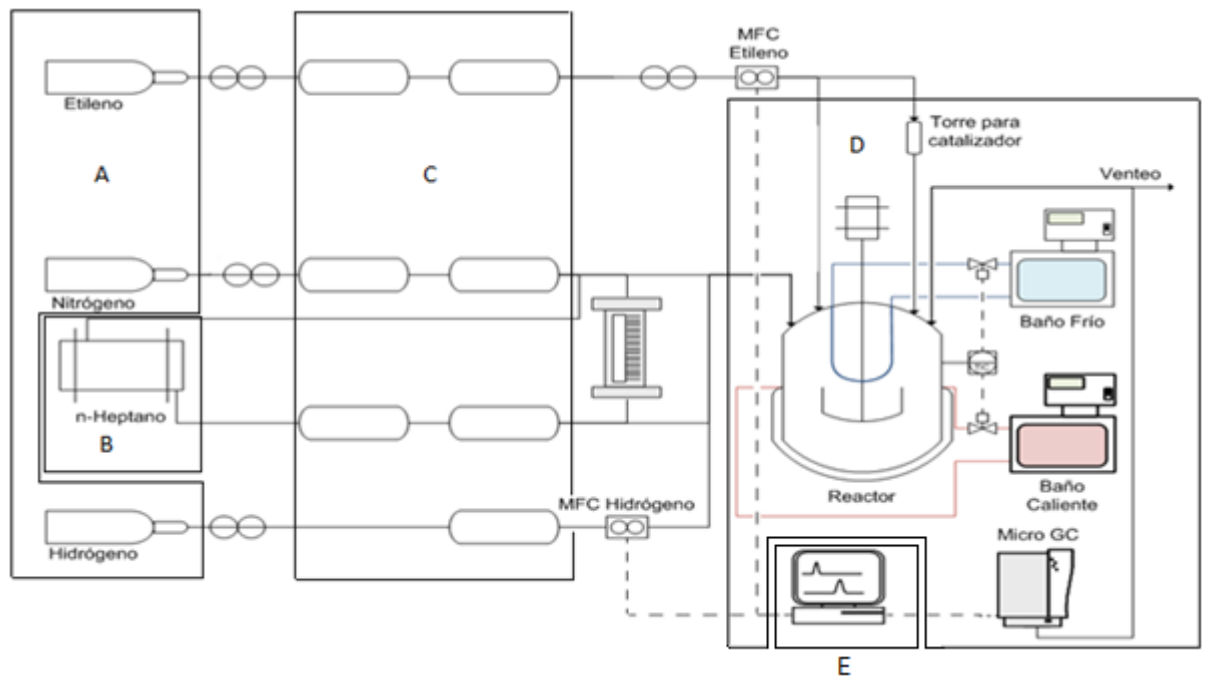 MFC
Etileno
Etileno
Torre para
catalizador
D
A
C
Venteo
Nitrógeno
Baño Frío
n-Heptano
B
Reactor
Baño
Caliente
MFC Hidrógeno
Hidrógeno
Micro GC
E